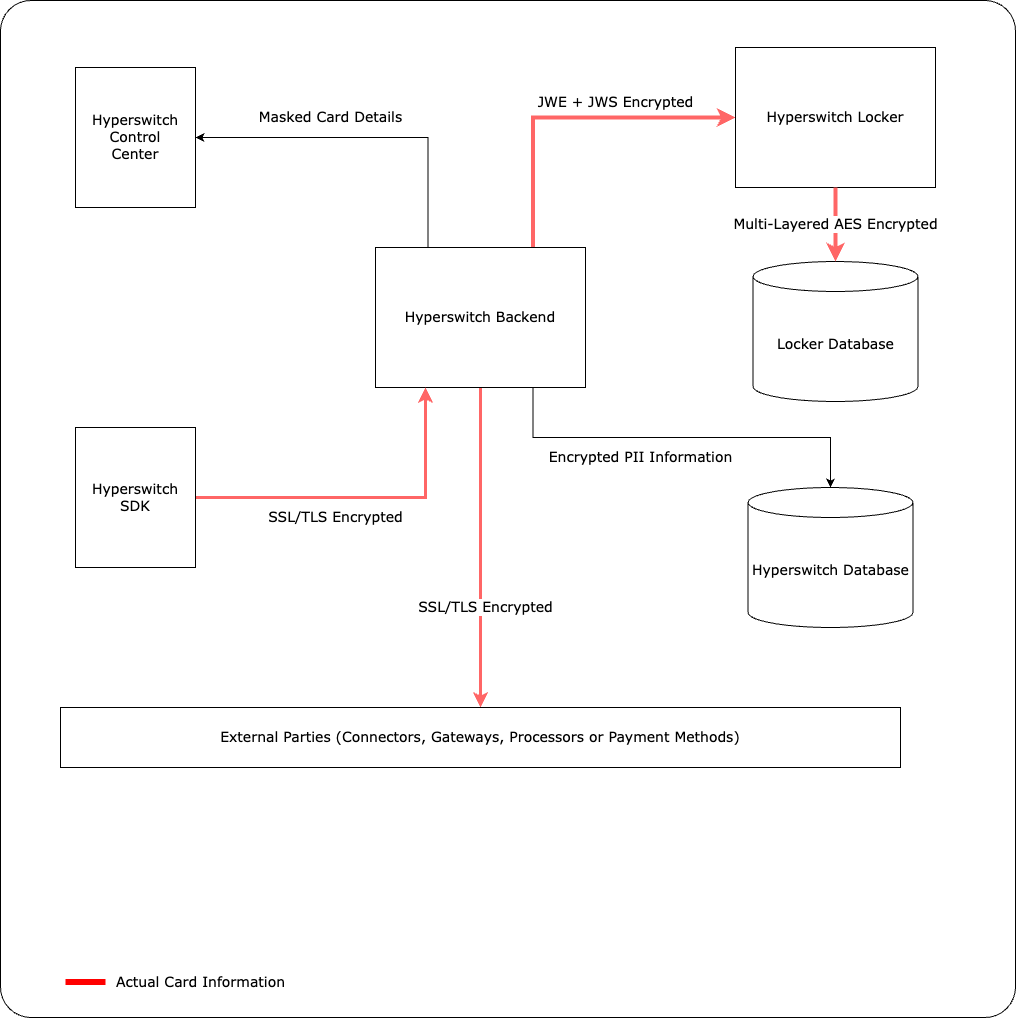 Hyperswitch
Control
Center
Masked Card Details
JWE + JWS Encrypted
Hyperswitch Locker
Multi-Layered AES Encrypted
Hyperswitch Backend
Locker Database
Hyperswitch
SDK
SSL/TLS Encrypted
Encrypted PII Information
Hyperswitch Database
SSL/TLS Encrypted
External Parties (Connectors, Gateways, Processors or Payment Methods)
Actual Card Information